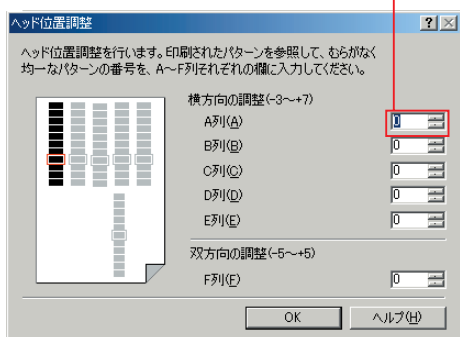 ヘッド位置調整
ヘッド位置調整を行います。印刷されたパターンを参照して、むらがなく
均一なパターンの番号を、A～F列それぞれの欄に入力してください。
横方向の調整(-3～+7)
A列(A) 0
B列(B) 0
C列(C) 0
D列(D) 0
E列(E) 0
双方向の調整(-5～+5)
F列(F) 0
OK ヘルプ(H)